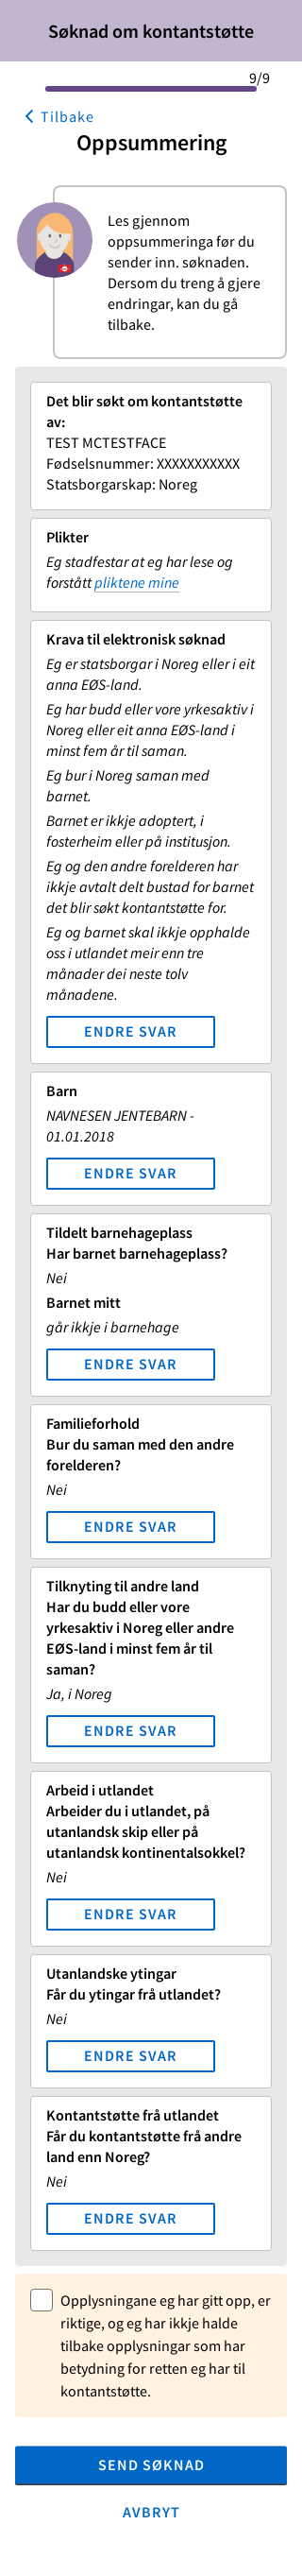 Søknad om kontantstøtte
9/9
Tilbake
Oppsummering
Les gjennom
oppsummeringa før du
sender inn. søknaden.
Dersom du treng å gjere
endringar, kan du gå
tilbake.
Det blir søkt om kontantstøtte
av:
TEST MCTESTFACE
Fødselsnummer: XXXXXXXXXXX
Statsborgarskap: Noreg
Plikter
Eg stadfestar at eg har lese og
forstått pliktene mine
Krava til elektronisk søknad
Eg er statsborgar i Noreg eller i eit
anna EØS-land.
Eg har budd eller vore yrkesaktiv i
Noreg eller eit anna EØS-land i
minst fem år til saman.
Eg bur i Noreg saman med
barnet.
Barnet er ikkje adoptert, i
fosterheim eller på institusjon.
Eg og den andre forelderen har
ikkje avtalt delt bustad for barnet
det blir søkt kontantstøtte for.
Eg og barnet skal ikkje opphalde
oss i utlandet meir enn tre
månader dei neste tolv
månadene.
ENDRE SVAR
Barn
NAVNESEN JENTEBARN -
01.01.2018
ENDRE SVAR
Tildelt barnehageplass
Har barnet barnehageplass?
Nei
Barnet mitt
går ikkje i barnehage
ENDRE SVAR
Familieforhold
Bur du saman med den andre
forelderen?
Nei
ENDRE SVAR
Tilknyting til andre land
Har du budd eller vore
yrkesaktiv i Noreg eller andre
EØS-land i minst fem år til
saman?
Ja, i Noreg
ENDRE SVAR
Arbeid i utlandet
Arbeider du i utlandet, på
utanlandsk skip eller på
utanlandsk kontinentalsokkel?
Nei
ENDRE SVAR
Utanlandske ytingar
Får du ytingar frå utlandet?
Nei
ENDRE SVAR
Kontantstøtte frå utlandet
Får du kontantstøtte frå andre
land enn Noreg?
Nei
ENDRE SVAR
Opplysningane eg har gitt opp, er
riktige, og eg har ikkje halde
tilbake opplysningar som har
betydning for retten eg har til
kontantstøtte.
SEND SØKNAD
AVBRYT